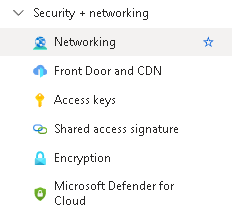 Security + networking
Networking
Front Door and CDN
Access keys
Shared access signature
Encryption
Microsoft Defender for
Cloud